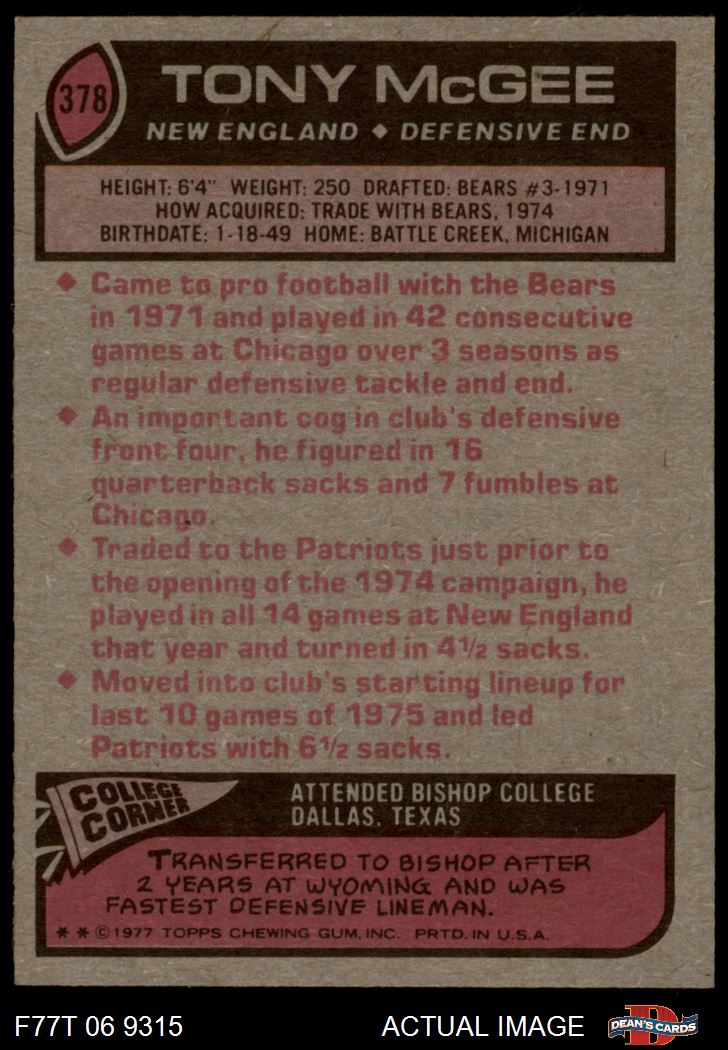 378
TONY McGEE
NEW ENGLAND ◆ DEFENSIVE END
HEIGHT: 6'4" WEIGHT: 250 DRAFTED: BEARS #3-1971
HOW ACQUIRED: TRADE WITH BEARS, 1974
BIRTHDATE: 1-18-49 HOME: BATTLE CREEK, MICHIGAN
◆ Came to pro football with the Bears
in 1971 and played in 42 consecutive
games at Chicago over 3 seasons as
regular defensive tackle and end.
◆ An important cog in club's defensive
front four, he figured in 16
quarterback sacks and 7 fumbles at
Chicago.
◆ Traded to the Patriots just prior to
the opening of the 1974 campaign, he
played in all 14 games at New England
that year and turned in 4½ sacks.
◆ Moved into club's starting lineup for
last 10 games of 1975 and led
Patriots with 6½ sacks.
COLLEGE
CORNER
ATTENDED BISHOP COLLEGE
DALLAS, TEXAS
TRANSFERRED TO BISHOP AFTER
2 YEARS AT WYOMING AND WAS
FASTEST DEFENSIVE LINEMAN.
* * ©1977 TOPPS CHEWING GUM, INC. PRTD. IN U.S.A.
F77T 06 9315
ACTUAL IMAGE
D
DEAN'S CARDS